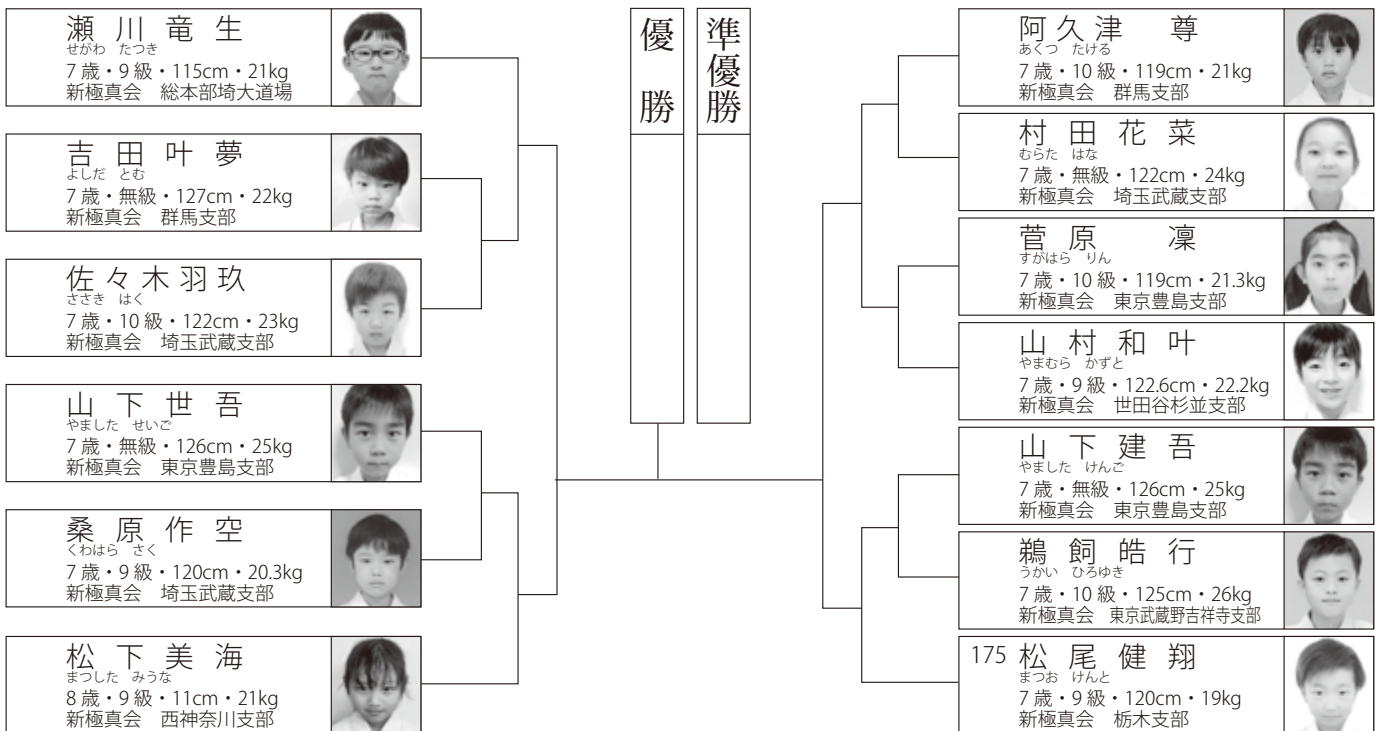 瀬川竜生
せがわ たつき
7歳・9級・115cm・21kg
新極真会 総本部埼大道場
吉田叶夢
よしだ とむ
7歳・無級・127cm・22kg
新極真会 群馬支部
佐々木羽玖
ささき はく
7歳・10級・122cm・23kg
新極真会 埼玉武蔵支部
山下世吾
やました せいご
7歳・無級・126cm・25kg
新極真会 東京豊島支部
桑原作空
くわはら さく
7歳・9級・120cm・20.3kg
新極真会 埼玉武蔵支部
松下美海
まつした みうな
8歳・9級・11cm・21kg
新極真会 西神奈川支部
優勝
準優勝
阿久津 尊
あくつ たける
7歳・10級・119cm・21kg
新極真会 群馬支部
村田花菜
むらた はな
7歳・無級・122cm・24kg
新極真会 埼玉武蔵支部
菅原 凜
すがはら りん
7歳・10級・119cm・21.3kg
新極真会 東京豊島支部
山村和叶
やまむら かずと
7歳・9級・122.6cm・22.2kg
新極真会 世田谷杉並支部
山下建吾
やました けんご
7歳・無級・126cm・25kg
新極真会 東京豊島支部
鵜飼皓行
うかい ひろゆき
7歳・10級・125cm・26kg
新極真会 東京武蔵野吉祥寺支部
175 松尾健翔
まつお けんと
7歳・9級・120cm・19kg
新極真会 栃木支部